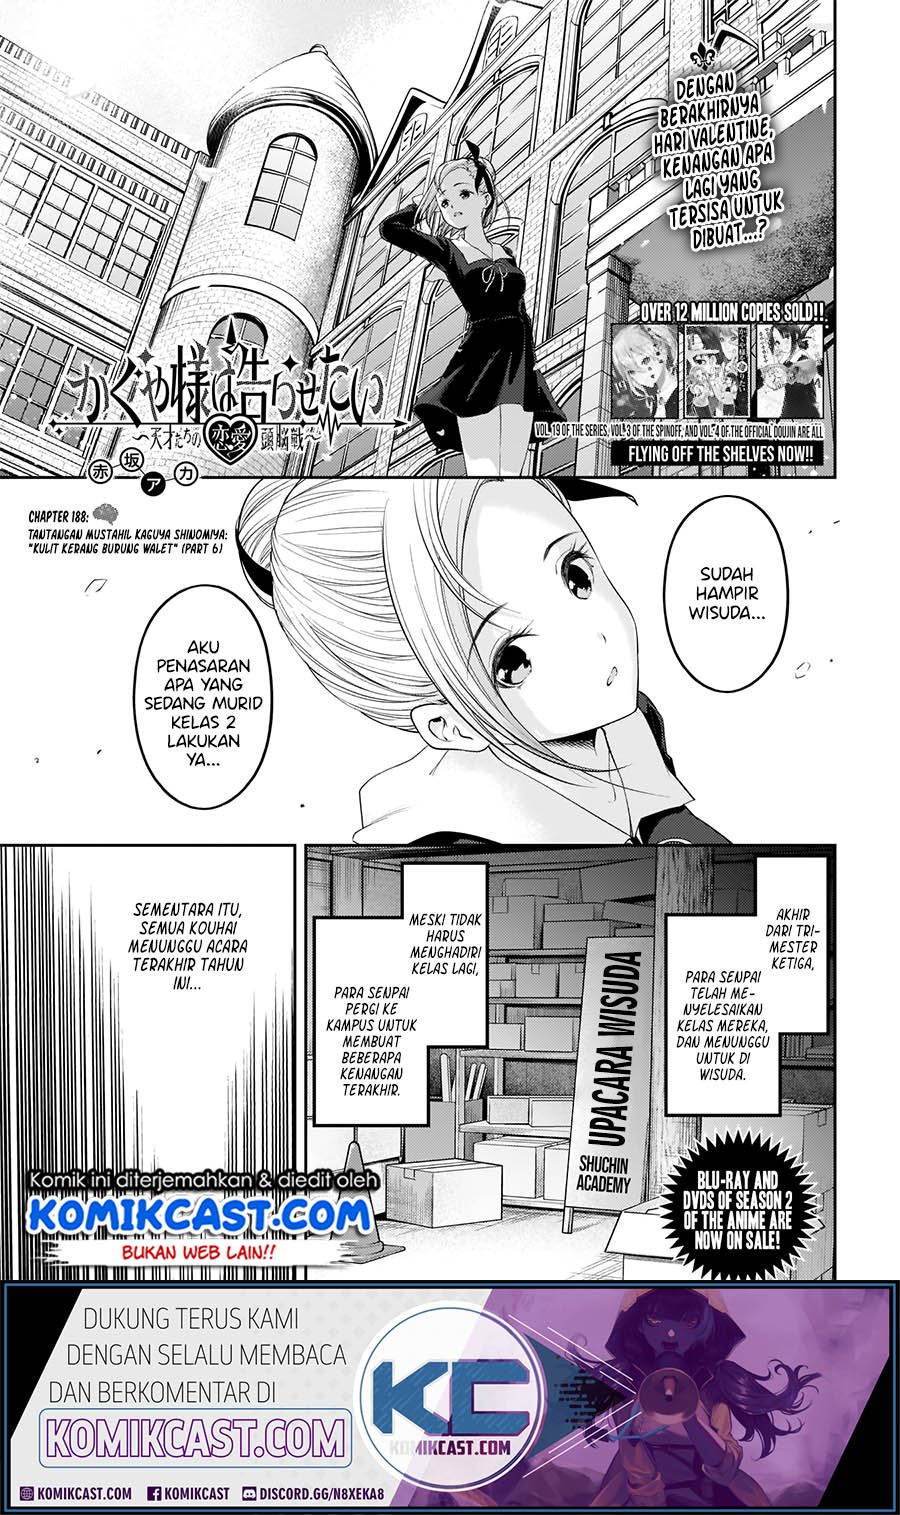 DENGAN
BERAKHIRNYA
HARI VALENTINE,
KENANGAN APA
LAGI YANG
TERSISA UNTUK
DIBUAT...?
OVER 12 MILLION COPIES SOLD!!
VOL. 19 OF THE SERIES, VOL. 3 OF THE SPINOFF, AND VOL. 4 OF THE OFFICIAL DOUJIN ARE ALL
FLYING OFF THE SHELVES NOW!!
かぐや様は告らせたい
〜天才たちの恋愛頭脳戦〜
赤坂アカ
CHAPTER 188:
TANTANGAN MUSTAHIL KAGUYA SHINOMIYA:
"KULIT KERANG BURUNG WALET" (PART 6)
SUDAH
HAMPIR
WISUDA...
AKU
PENASARAN
APA YANG
SEDANG MURID
KELAS 2
LAKUKAN
YA...
AKHIR
DARI TRI-
MESTER
KETIGA,
PARA SENPAI
TELAH ME-
NYELESAIKAN
KELAS MEREKA,
DAN MENUNGGU
UNTUK DI
WISUDA.
UPACARA WISUDA
SHUCHIN
ACADEMY
MESKI TIDAK
HARUS
MENGHADIRI
KELAS LAGI,
PARA SENPAI
PERGI KE
KAMPUS UNTUK
MEMBUAT
BEBERAPA
KENANGAN
TERAKHIR.
BLU-RAY AND
DVDS OF SEASON 2
OF THE ANIME ARE
NOW ON SALE!
SEMENTARA ITU,
SEMUA KOUHAI
MENUNGGU ACARA
TERAKHIR TAHUN
INI...
Komik ini diterjemahkan & diedit oleh
KOMIKCAST.COM
BUKAN WEB LAIN!!
DUKUNG TERUS KAMI
DENGAN SELALU MEMBACA
DAN BERKOMENTAR DI
KOMIKCAST.COM
KOMIKCAST.COM
KOMIKCAST
DISCORD.GG/N8XEKA8
KC
KOMIKCAST.COM